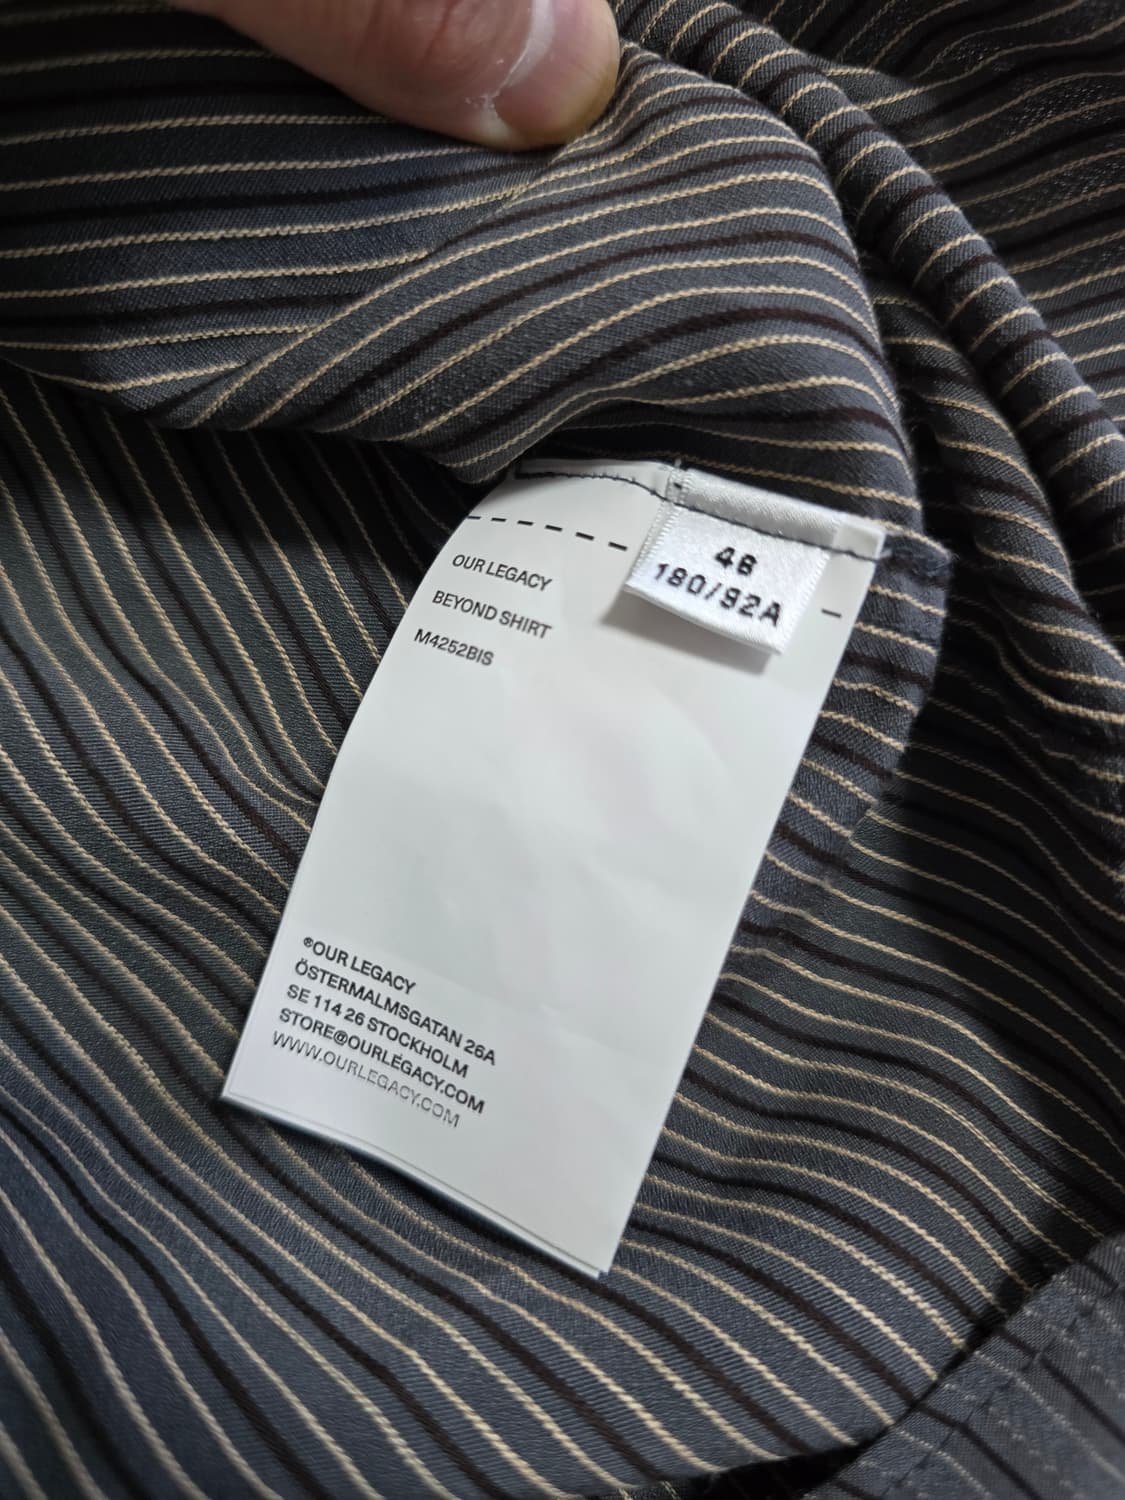 46
190/92A
OUR LEGACY
BEYOND SHIRT
M4252BIS
®OUR LEGACY
ÖSTERMALMSGATAN 26A
SE 114 26 STOCKHOLM
STORE@OURLEGACY.COM
WWW.OURLEGACY.COM